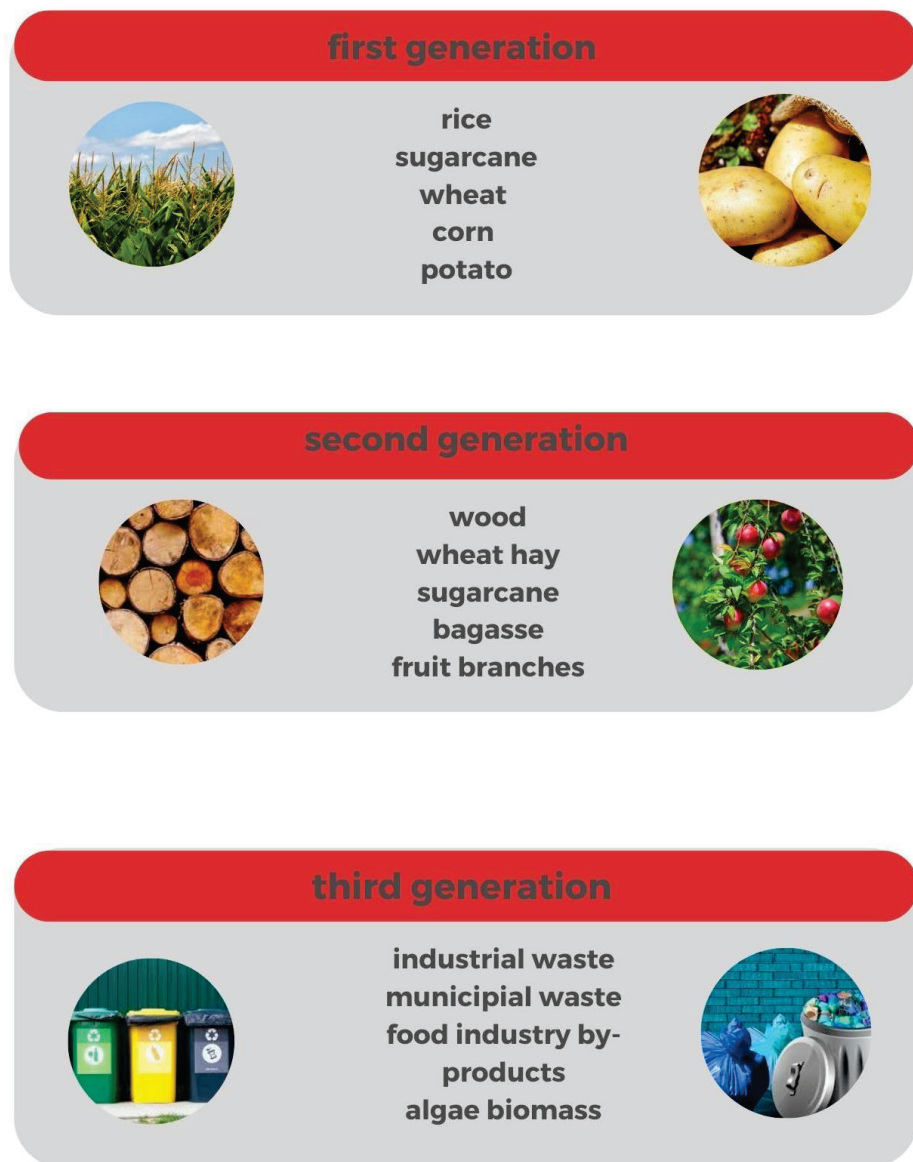 first generation
rice
sugarcane
wheat
corn
potato
second generation
wood
wheat hay
sugarcane
bagasse
fruit branches
third generation
industrial waste
municipial waste
food industry by-
products
algae biomass